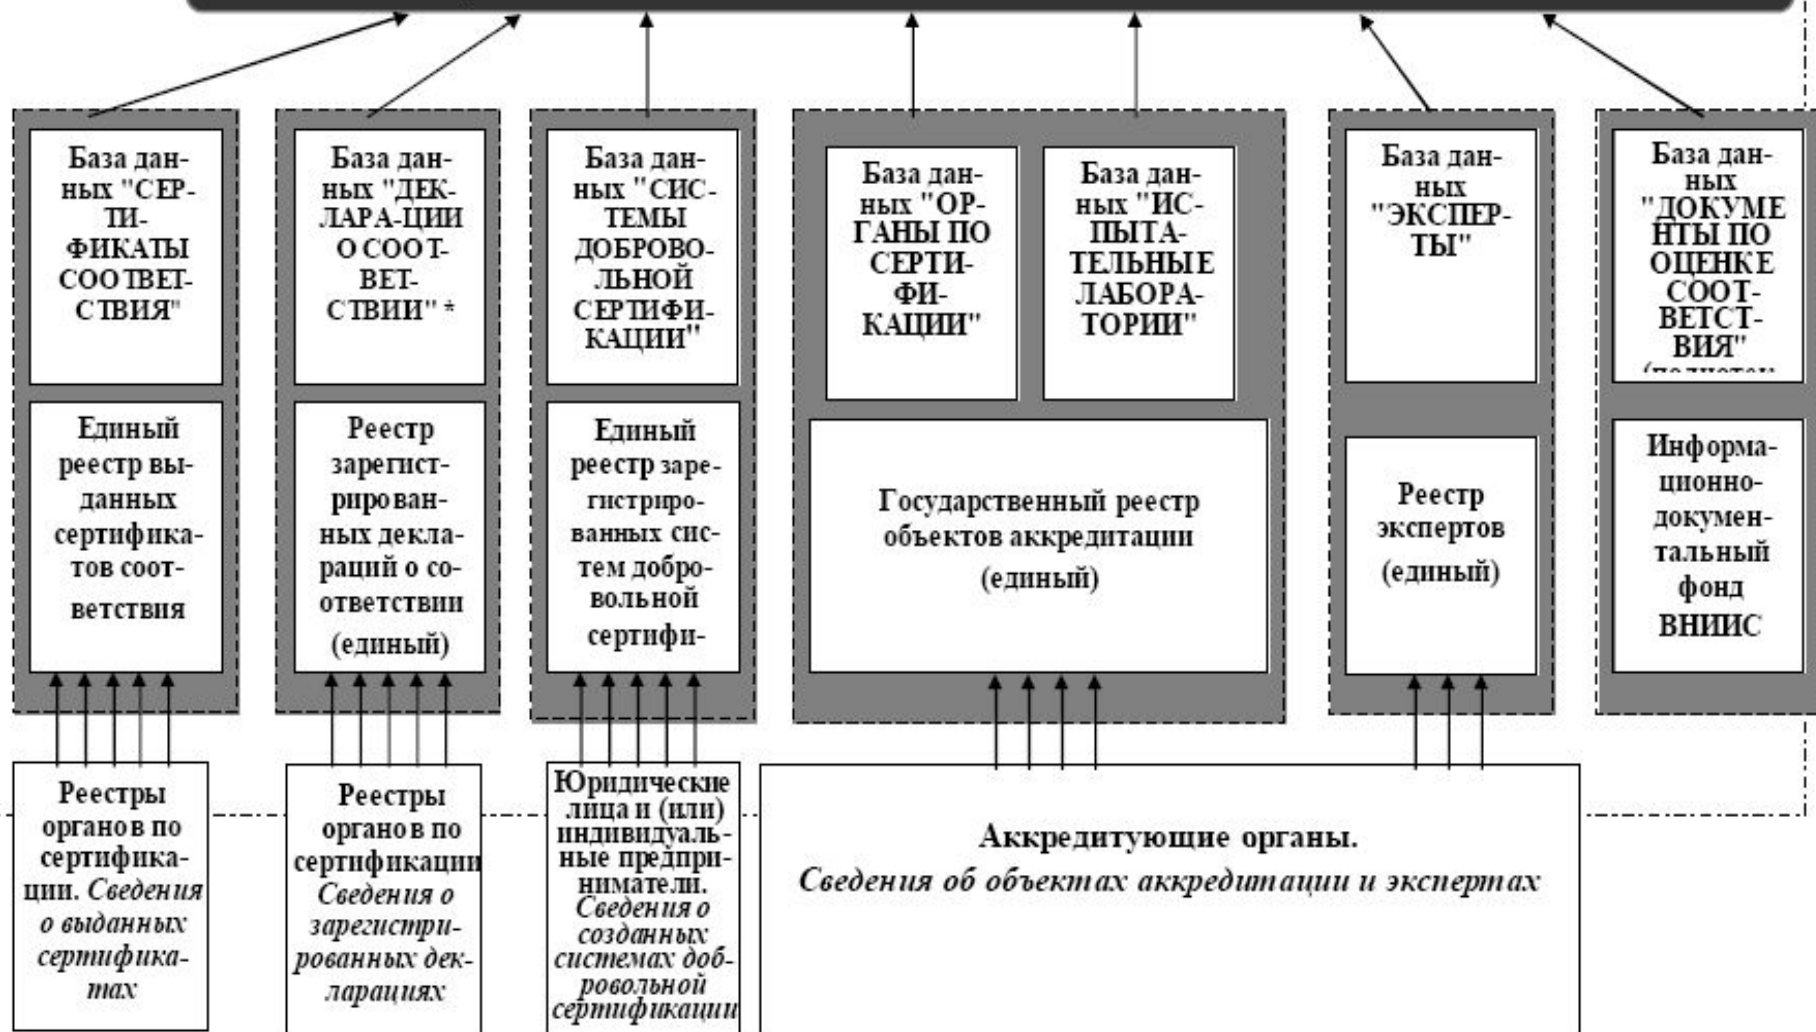 База дан-
ных "СЕР-
ТИ-
ФИКАТЫ
СООТВЕТ-
СТВИЯ"
База дан-
ных "ДЕК-
ЛАРА-ЦИИ
О СООТ-
ВЕТ-
СТВИИ" *
База дан-
ных "СИС-
ТЕМЫ
ДОБРОВО-
ЛЬНОЙ
СЕРТИФИ-
КАЦИИ"
База дан-
ных "ОР-
ГАНЫ ПО
СЕРТИ-
ФИ-
КАЦИИ"
База дан-
ных "ИС-
ПЫТА-
ТЕЛЬНЫЕ
ЛАБОРА-
ТОРИИ"
База дан-
ных
"ЭКСПЕР-
ТЫ"
База дан-
ных
"ДОКУМЕ
НТЫ ПО
ОЦЕНКЕ
СООТ-
ВЕТСТ-
ВИЯ"
Единый
реестр вы-
данных
сертифика-
тов соот-
ветствия
Реестр
зарегист-
рирован-
ных декла-
раций о со-
ответствии
(единый)
Единый
реестр заре-
гистриро-
ванных сис-
тем добро-
вольной
сертифи-
Государственный реестр
объектов аккредитации
(единый)
Реестр
экспертов
(единый)
Информа-
ционно-
докумен-
тальный
фонд
ВНИИС
Реестры
органов по
сертифика-
ции. Сведения
о выданных
сертифика-
тах
Реестры
органов по
сертификации
Сведения о
зарегистри-
рованных дек-
ларациях
Юридические
лица и (или)
индивидуаль-
ные предпри-
ниматели.
Сведения о
созданных
системах доб-
ровольной
сертификации
Аккредитующие органы.
Сведения об объектах аккредитации и экспертах